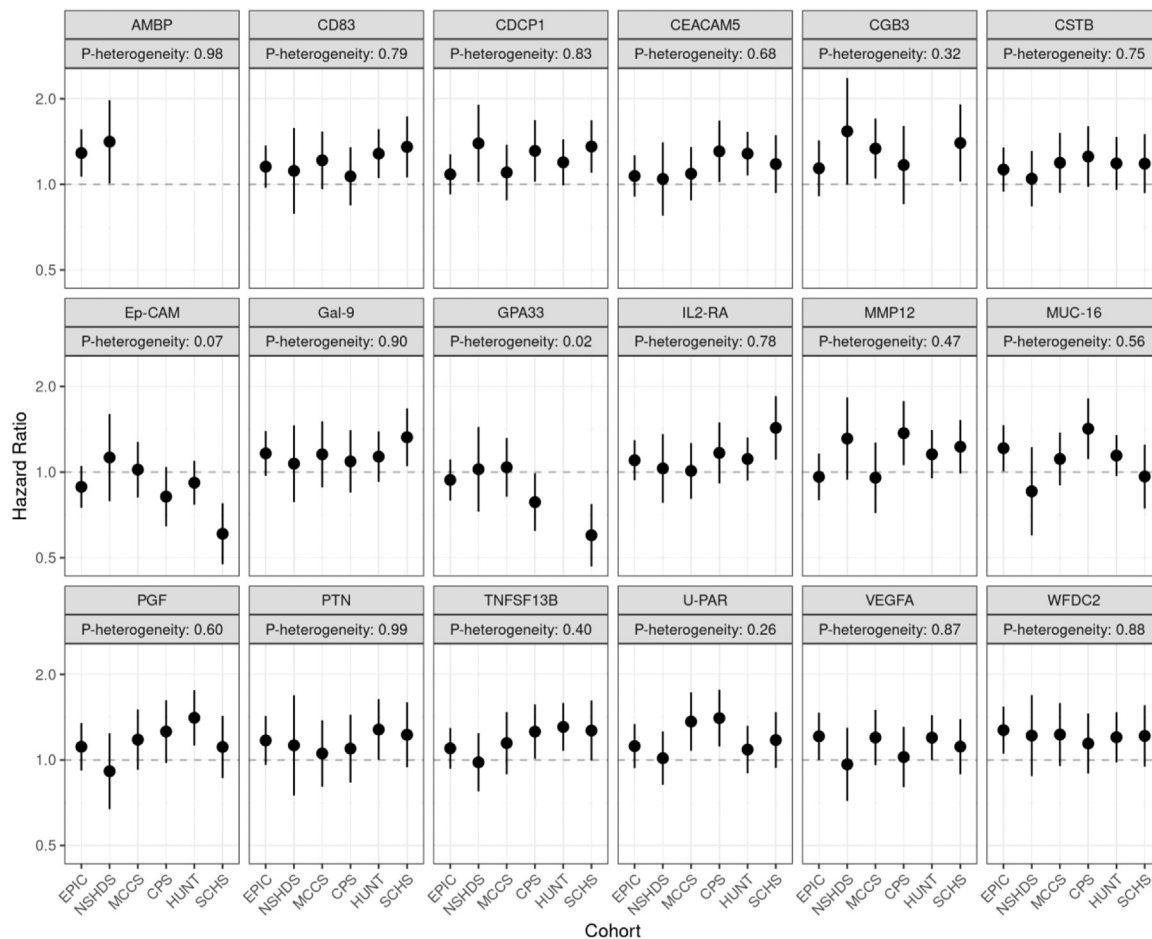 AMBP CD83 CDCP1 CEACAM5 CGB3 CSTB
P-heterogeneity: 0.98 P-heterogeneity: 0.79 P-heterogeneity: 0.83 P-heterogeneity: 0.68 P-heterogeneity: 0.32 P-heterogeneity: 0.75
2.0
1.0
0.5
Ep-CAM Gal-9 GPA33 IL2-RA MMP12 MUC-16
P-heterogeneity: 0.07 P-heterogeneity: 0.90 P-heterogeneity: 0.02 P-heterogeneity: 0.78 P-heterogeneity: 0.47 P-heterogeneity: 0.56
2.0
1.0
0.5
Hazard Ratio
PGF PTN TNFSF13B U-PAR VEGFA WFDC2
P-heterogeneity: 0.60 P-heterogeneity: 0.99 P-heterogeneity: 0.40 P-heterogeneity: 0.26 P-heterogeneity: 0.87 P-heterogeneity: 0.88
2.0
1.0
0.5
EPIC NSHDS MCCS CPS HUNT SCHS EPIC NSHDS MCCS CPS HUNT SCHS EPIC NSHDS MCCS CPS HUNT SCHS EPIC NSHDS MCCS CPS HUNT SCHS EPIC NSHDS MCCS CPS HUNT SCHS EPIC NSHDS MCCS CPS HUNT SCHS
Cohort